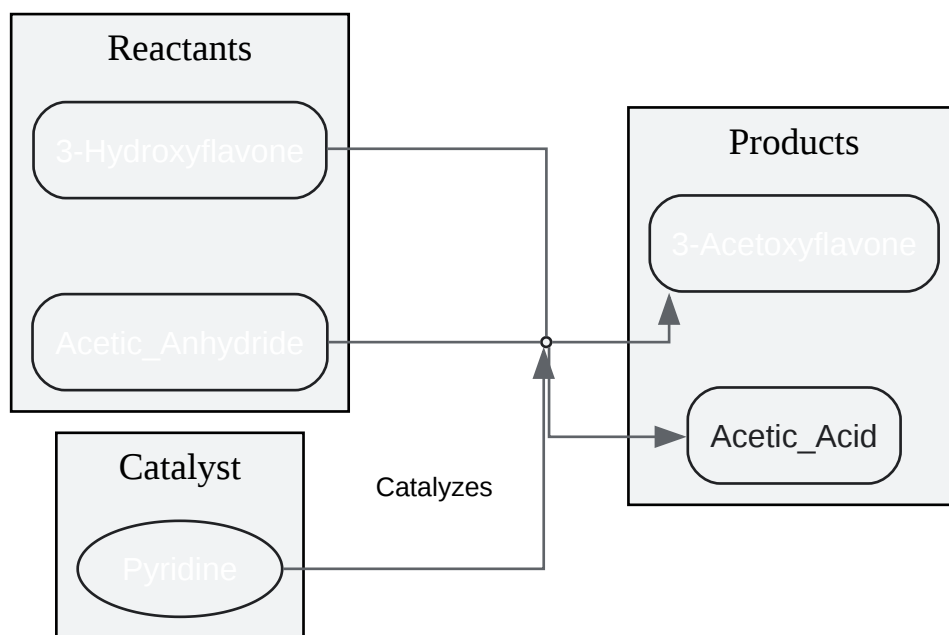 Reactants
3-Hydroxyflavone
Acetic_Anhydride
Catalyst
Pyridine
Catalyzes
Products
3-Acetoxyflavone
Acetic_Acid